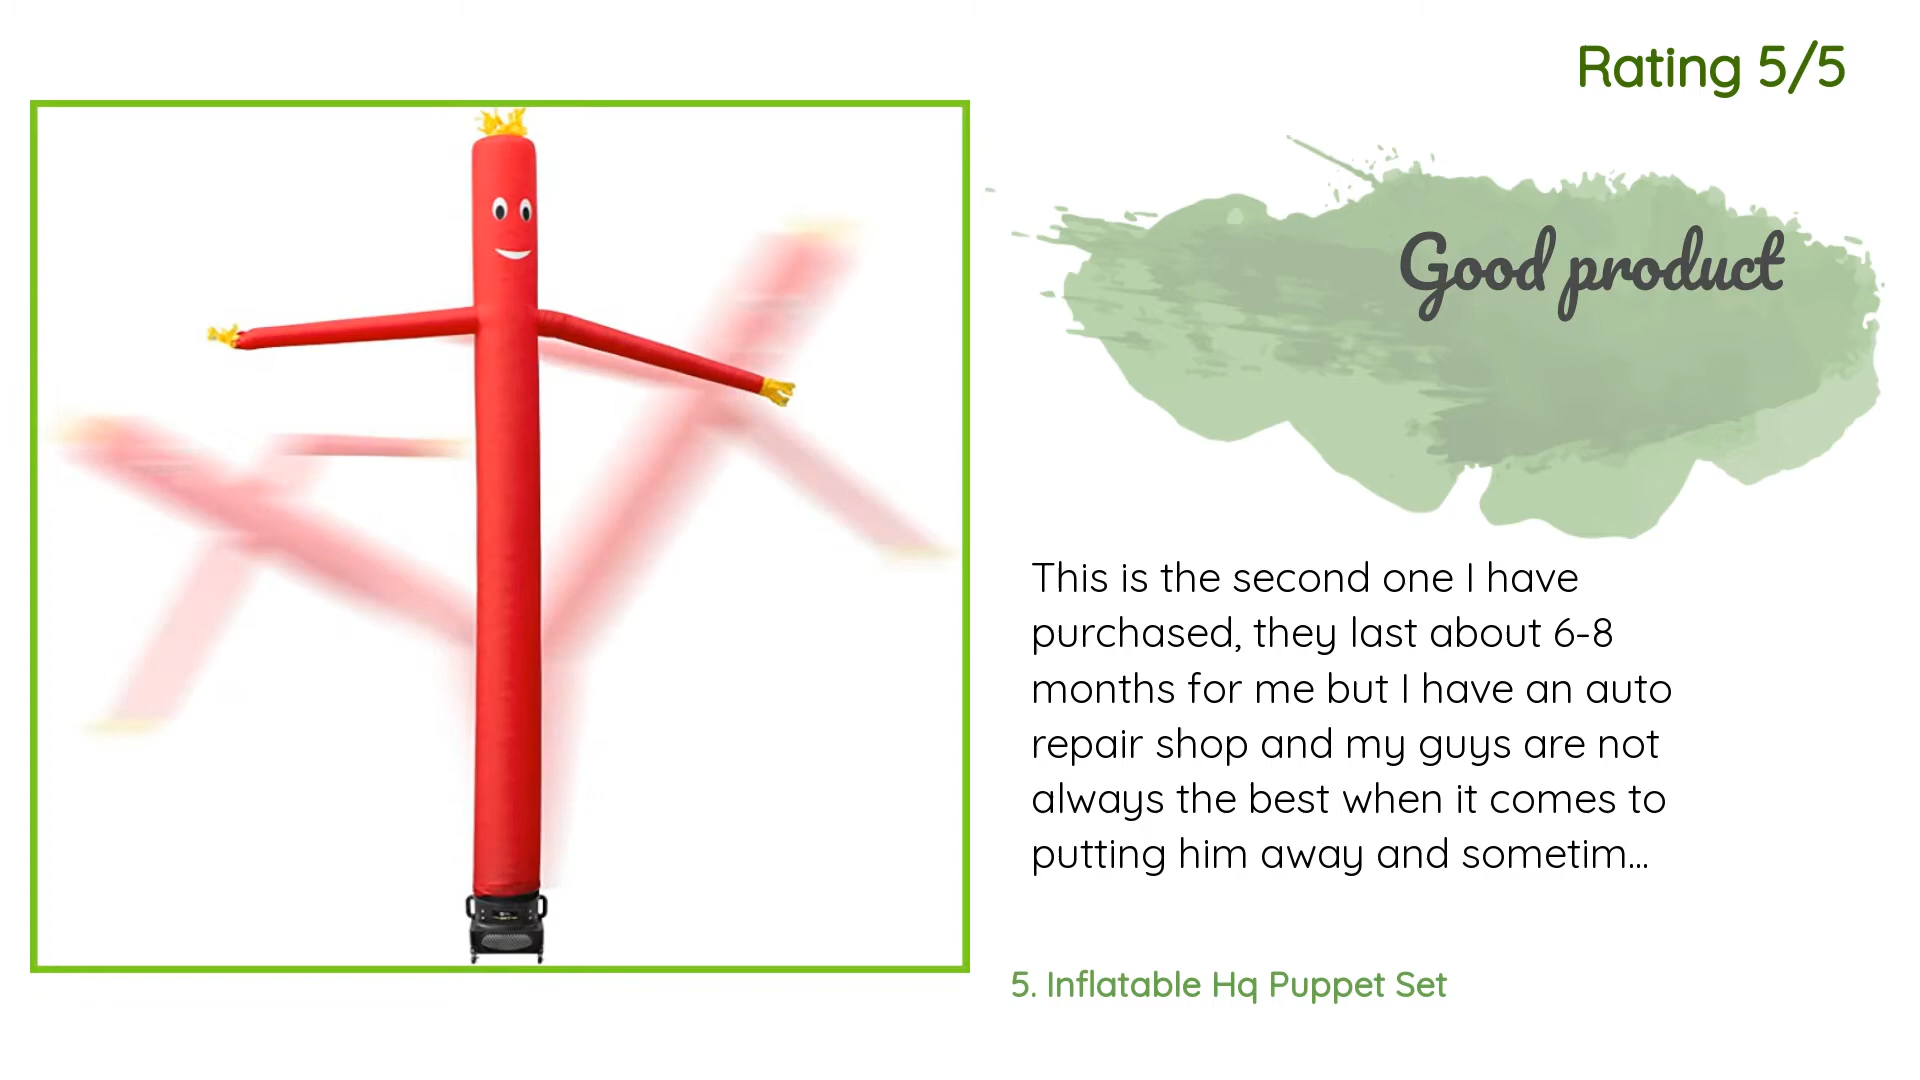 Rating 5/5
Good product
This is the second one I have
purchased, they last about 6-8
months for me but I have an auto
repair shop and my guys are not
always the best when it comes to
putting him away and sometim...
5. Inflatable Hq Puppet Set